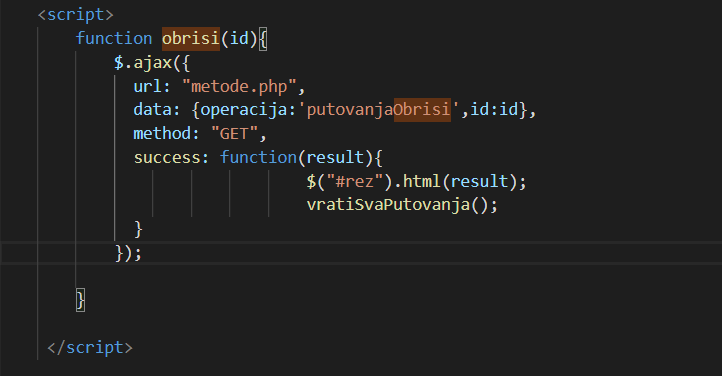 <script>
function obrisi(id){
$.ajax({
url: "metode.php",
data: {operacija:'putovanjaObrisi',id:id},
method: "GET",
success: function(result){
$("#rez").html(result);
vratiSvaPutovanja();
}
});
}
</script>